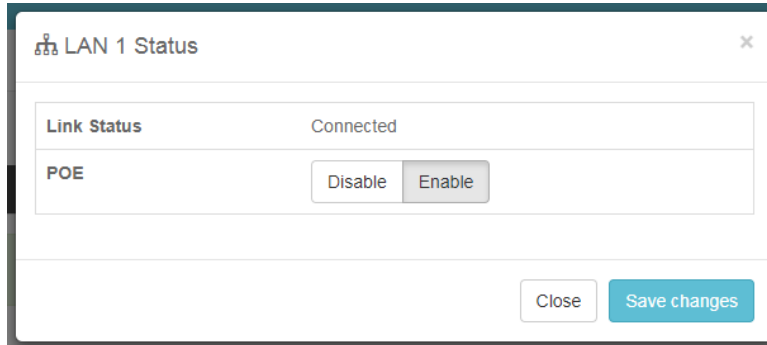 LAN 1 Status ×
Link Status Connected
POE Disable Enable
Close Save changes